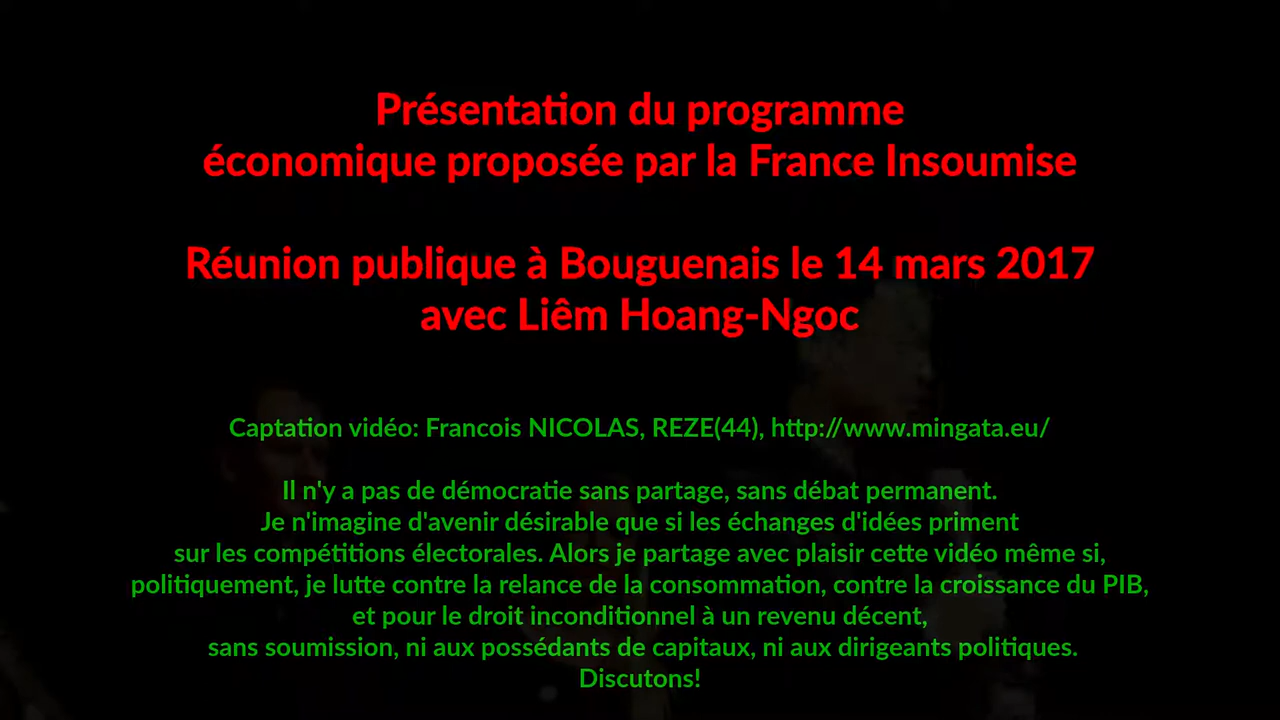 Présentation du programme
économique proposée par la France Insoumise
Réunion publique à Bouguenais le 14 mars 2017
avec Liêm Hoang-Ngoc
Captation vidéo: Francois NICOLAS, REZE(44), http://www.mingata.eu/
Il n'y a pas de démocratie sans partage, sans débat permanent.
Je n'imagine d'avenir désirable que si les échanges d'idées priment
sur les compétitions électorales. Alors je partage avec plaisir cette vidéo même si,
politiquement, je lutte contre la relance de la consommation, contre la croissance du PIB,
et pour le droit inconditionnel à un revenu décent,
sans soumission, ni aux possédants de capitaux, ni aux dirigeants politiques.
Discutons!